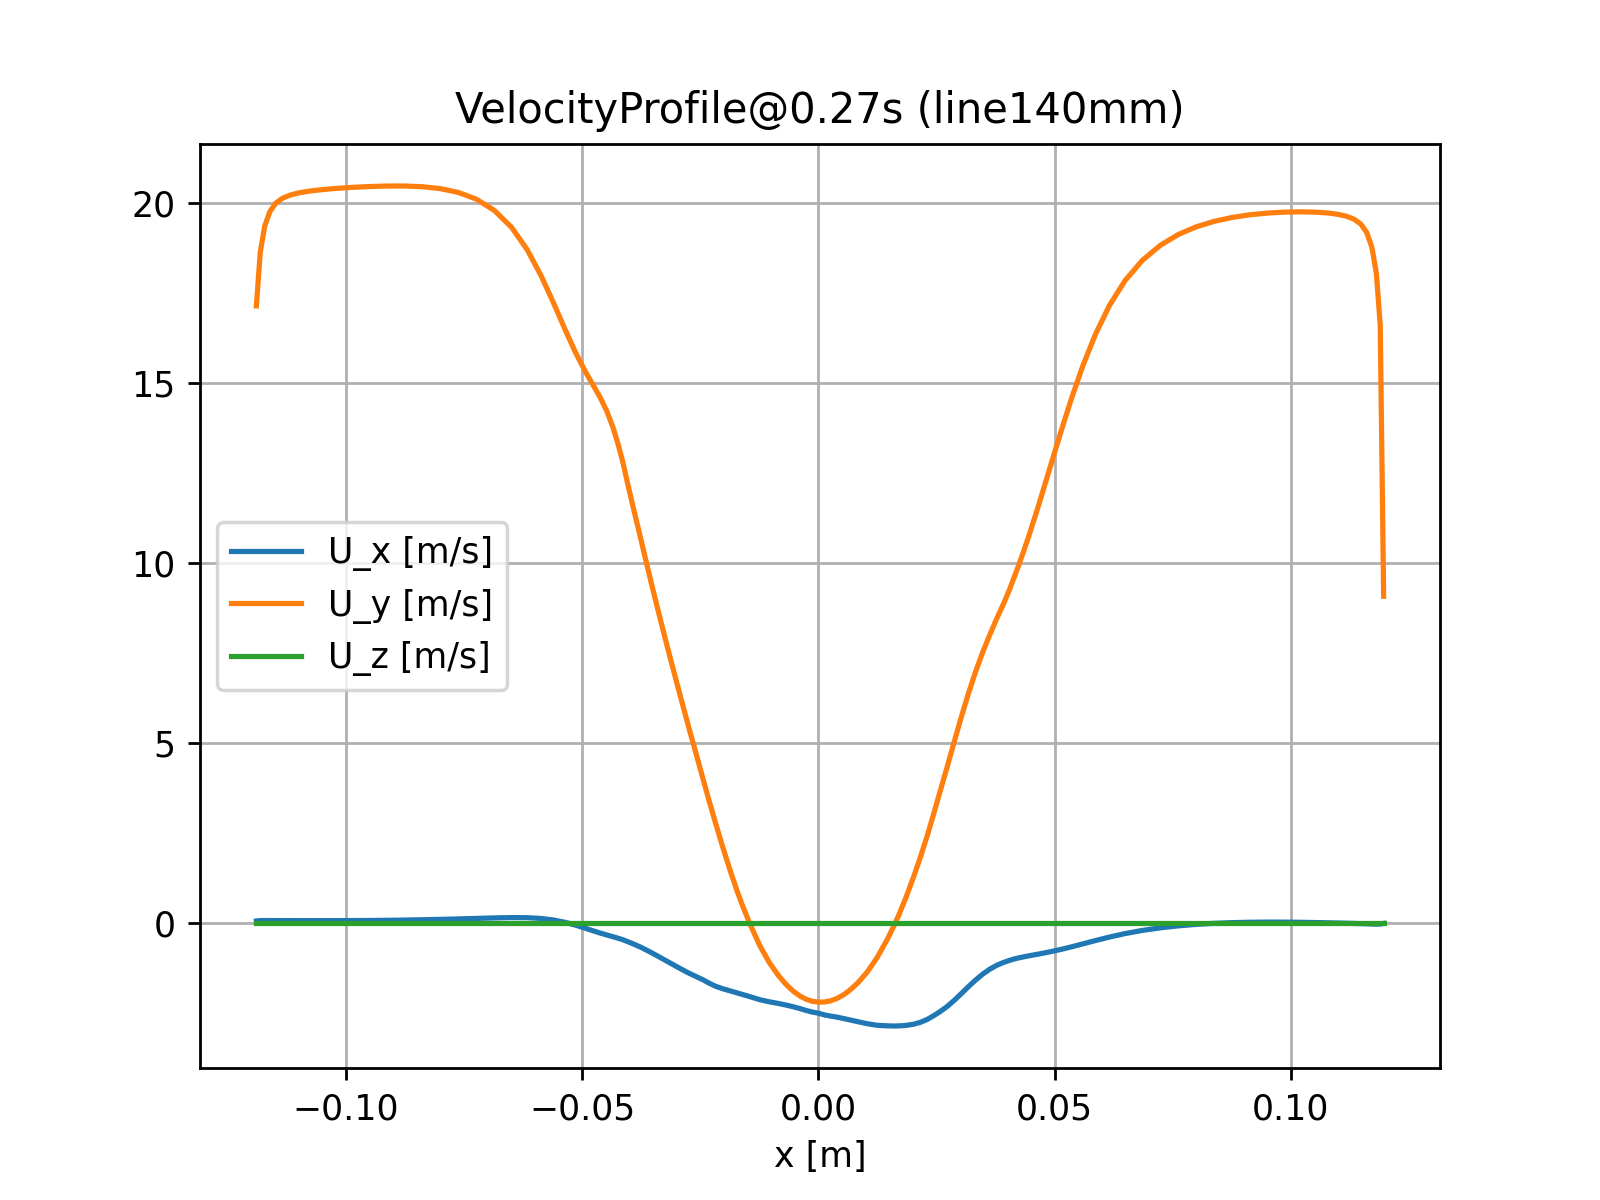 VelocityProfile@0.27s (line140mm)
20
15
10
5
0
U_x [m/s]
U_y [m/s]
U_z [m/s]
−0.10 −0.05 0.00 0.05 0.10
x [m]